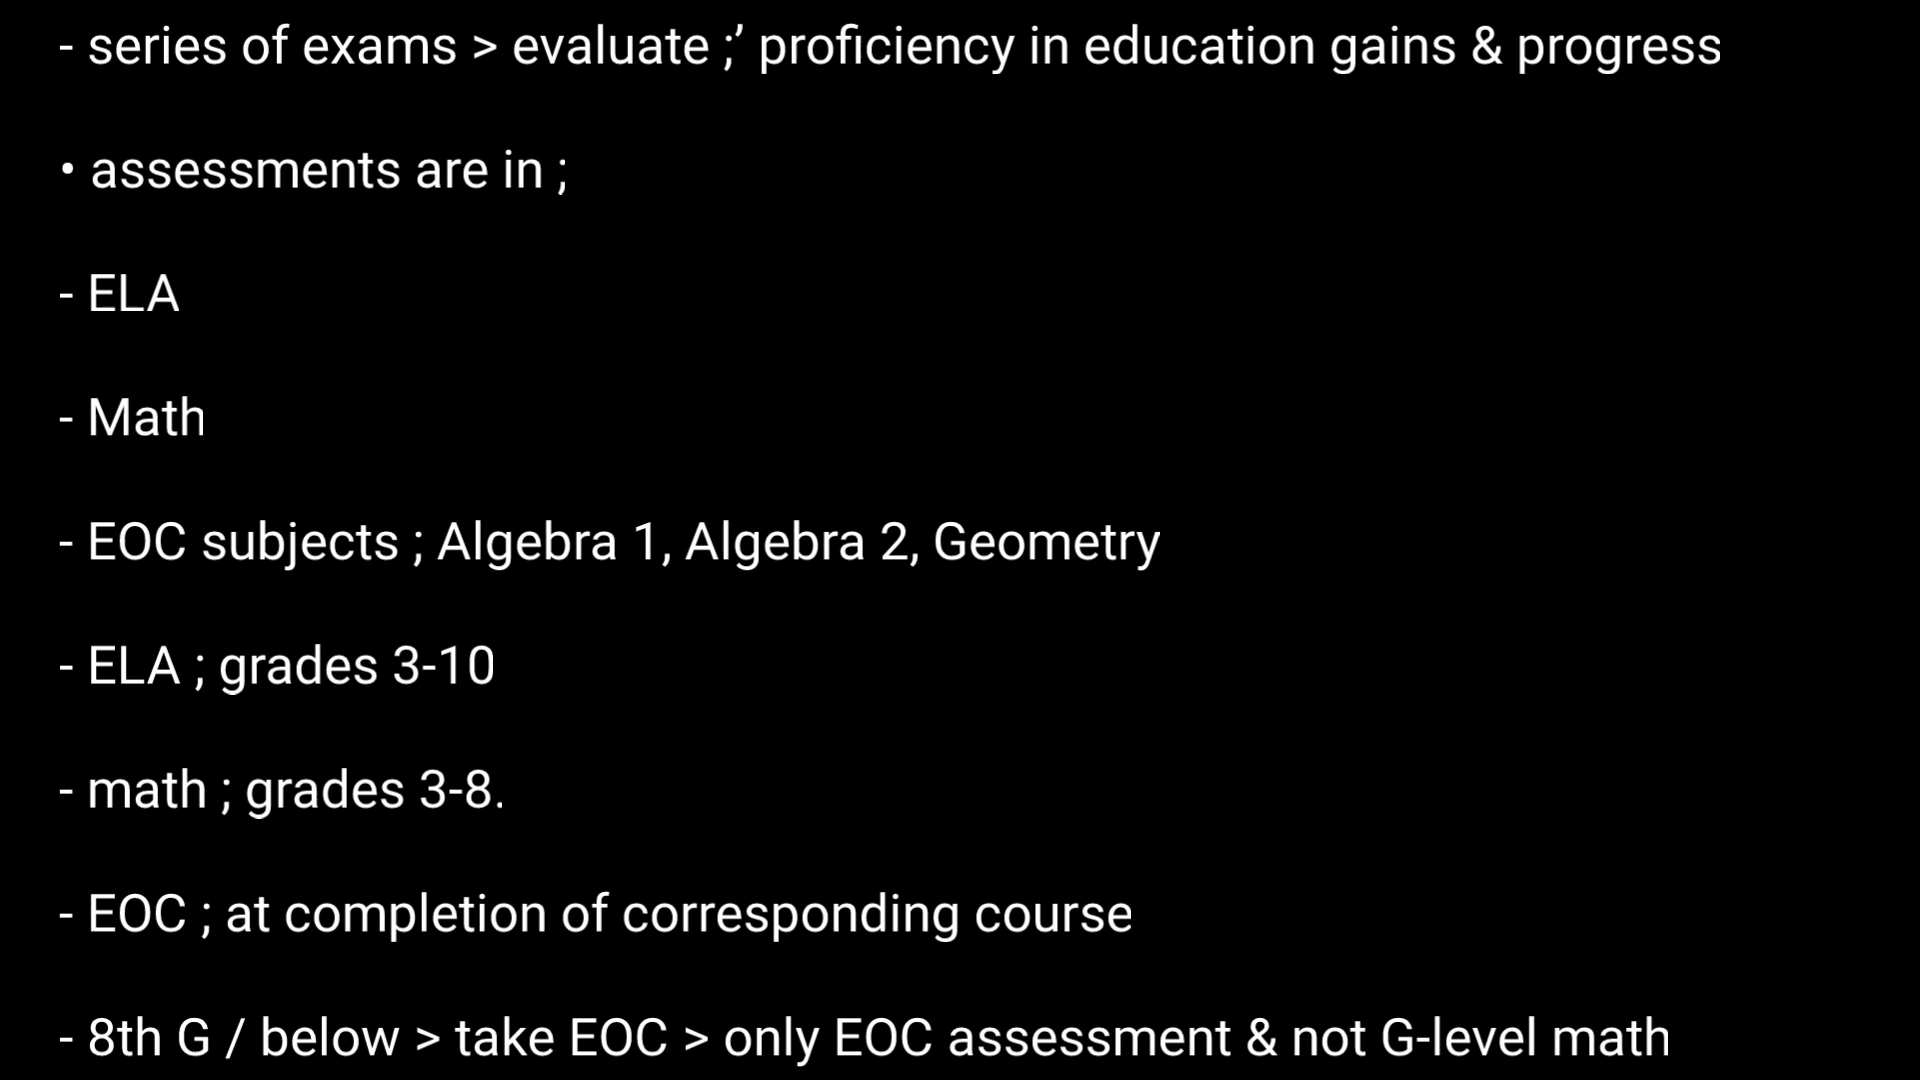 - series of exams > evaluate ;’ proficiency in education gains & progress
• assessments are in ;
- ELA
- Math
- EOC subjects ; Algebra 1, Algebra 2, Geometry
- ELA ; grades 3-10
- math ; grades 3-8.
- EOC ; at completion of corresponding course
- 8th G / below > take EOC > only EOC assessment & not G-level math